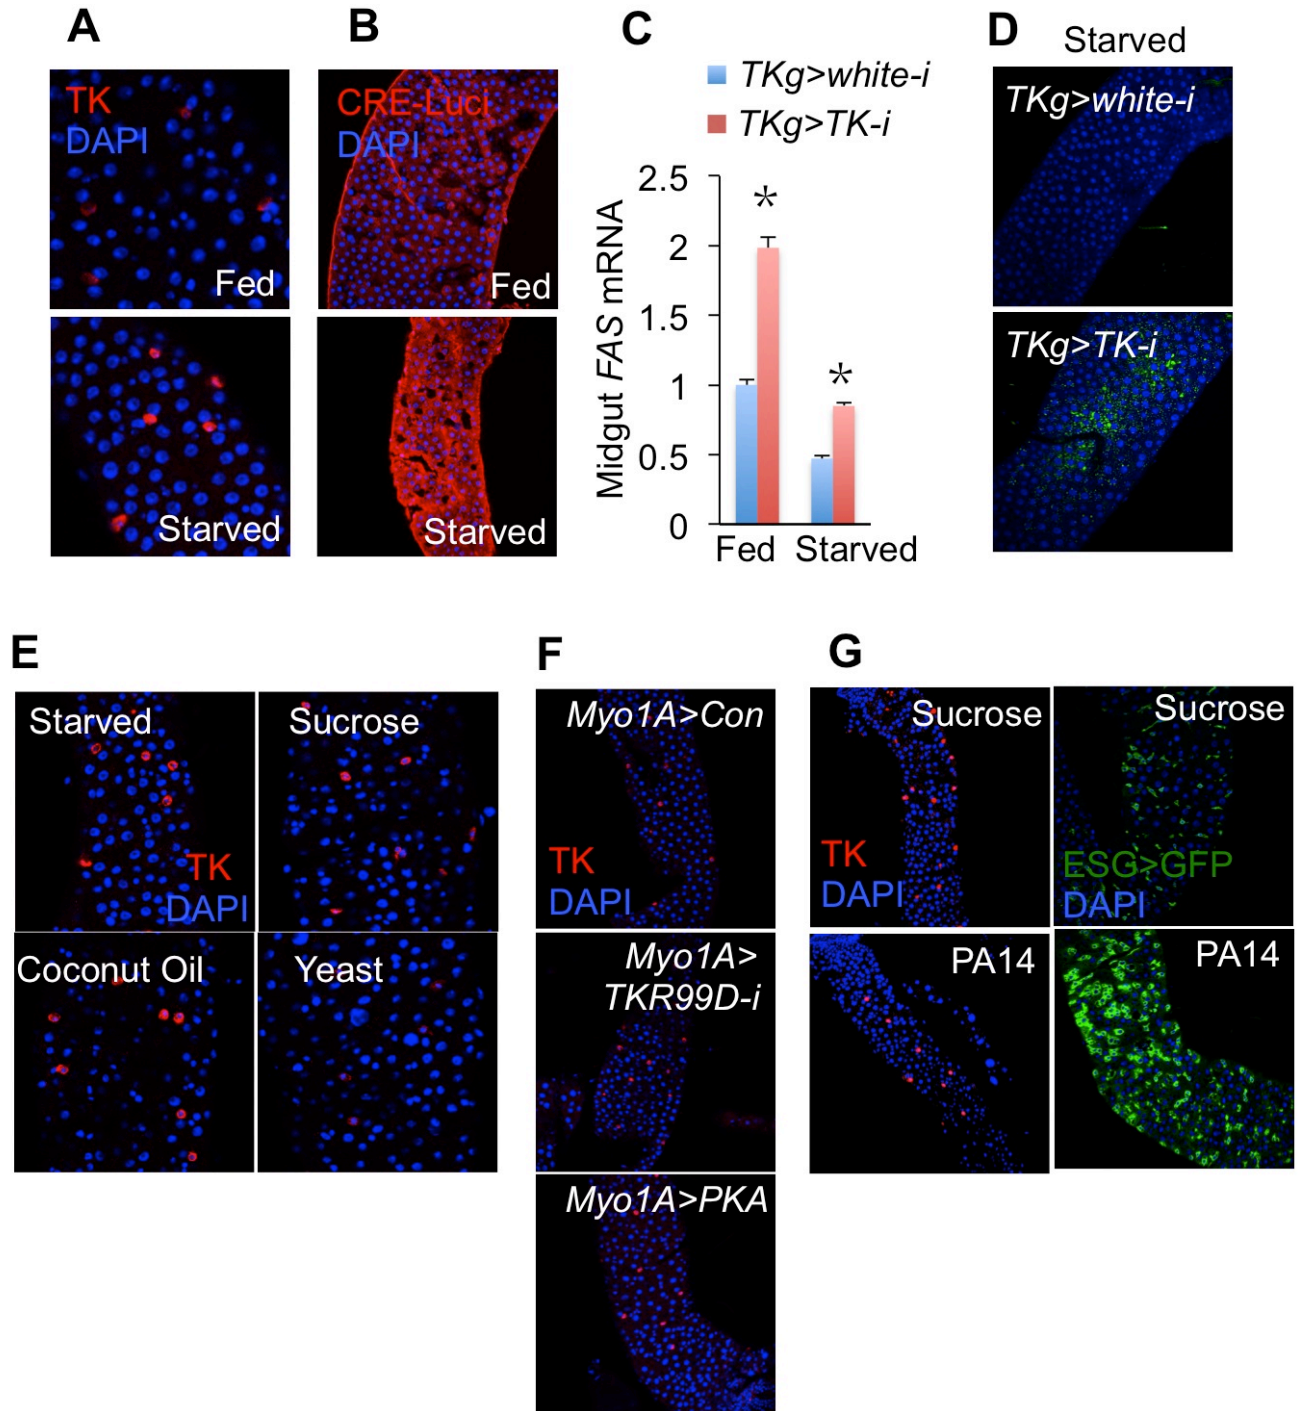 A
TK
DAPI
Fed
Starved
B
CRE-Luci
DAPI
Fed
Starved
C
TKg>white-i
TKg>TK-i
Midgut FAS mRNA
2.5
2
1.5
1
0.5
0
*
*
Fed Starved
D
Starved
TKg>white-i
TKg>TK-i
E
Starved
TK
DAPI
Sucrose
Coconut Oil
Yeast
F
Myo1A>Con
TK
DAPI
Myo1A>
TKR99D-i
Myo1A>PKA
G
Sucrose
TK
DAPI
Sucrose
ESG>GFP
DAPI
PA14
PA14